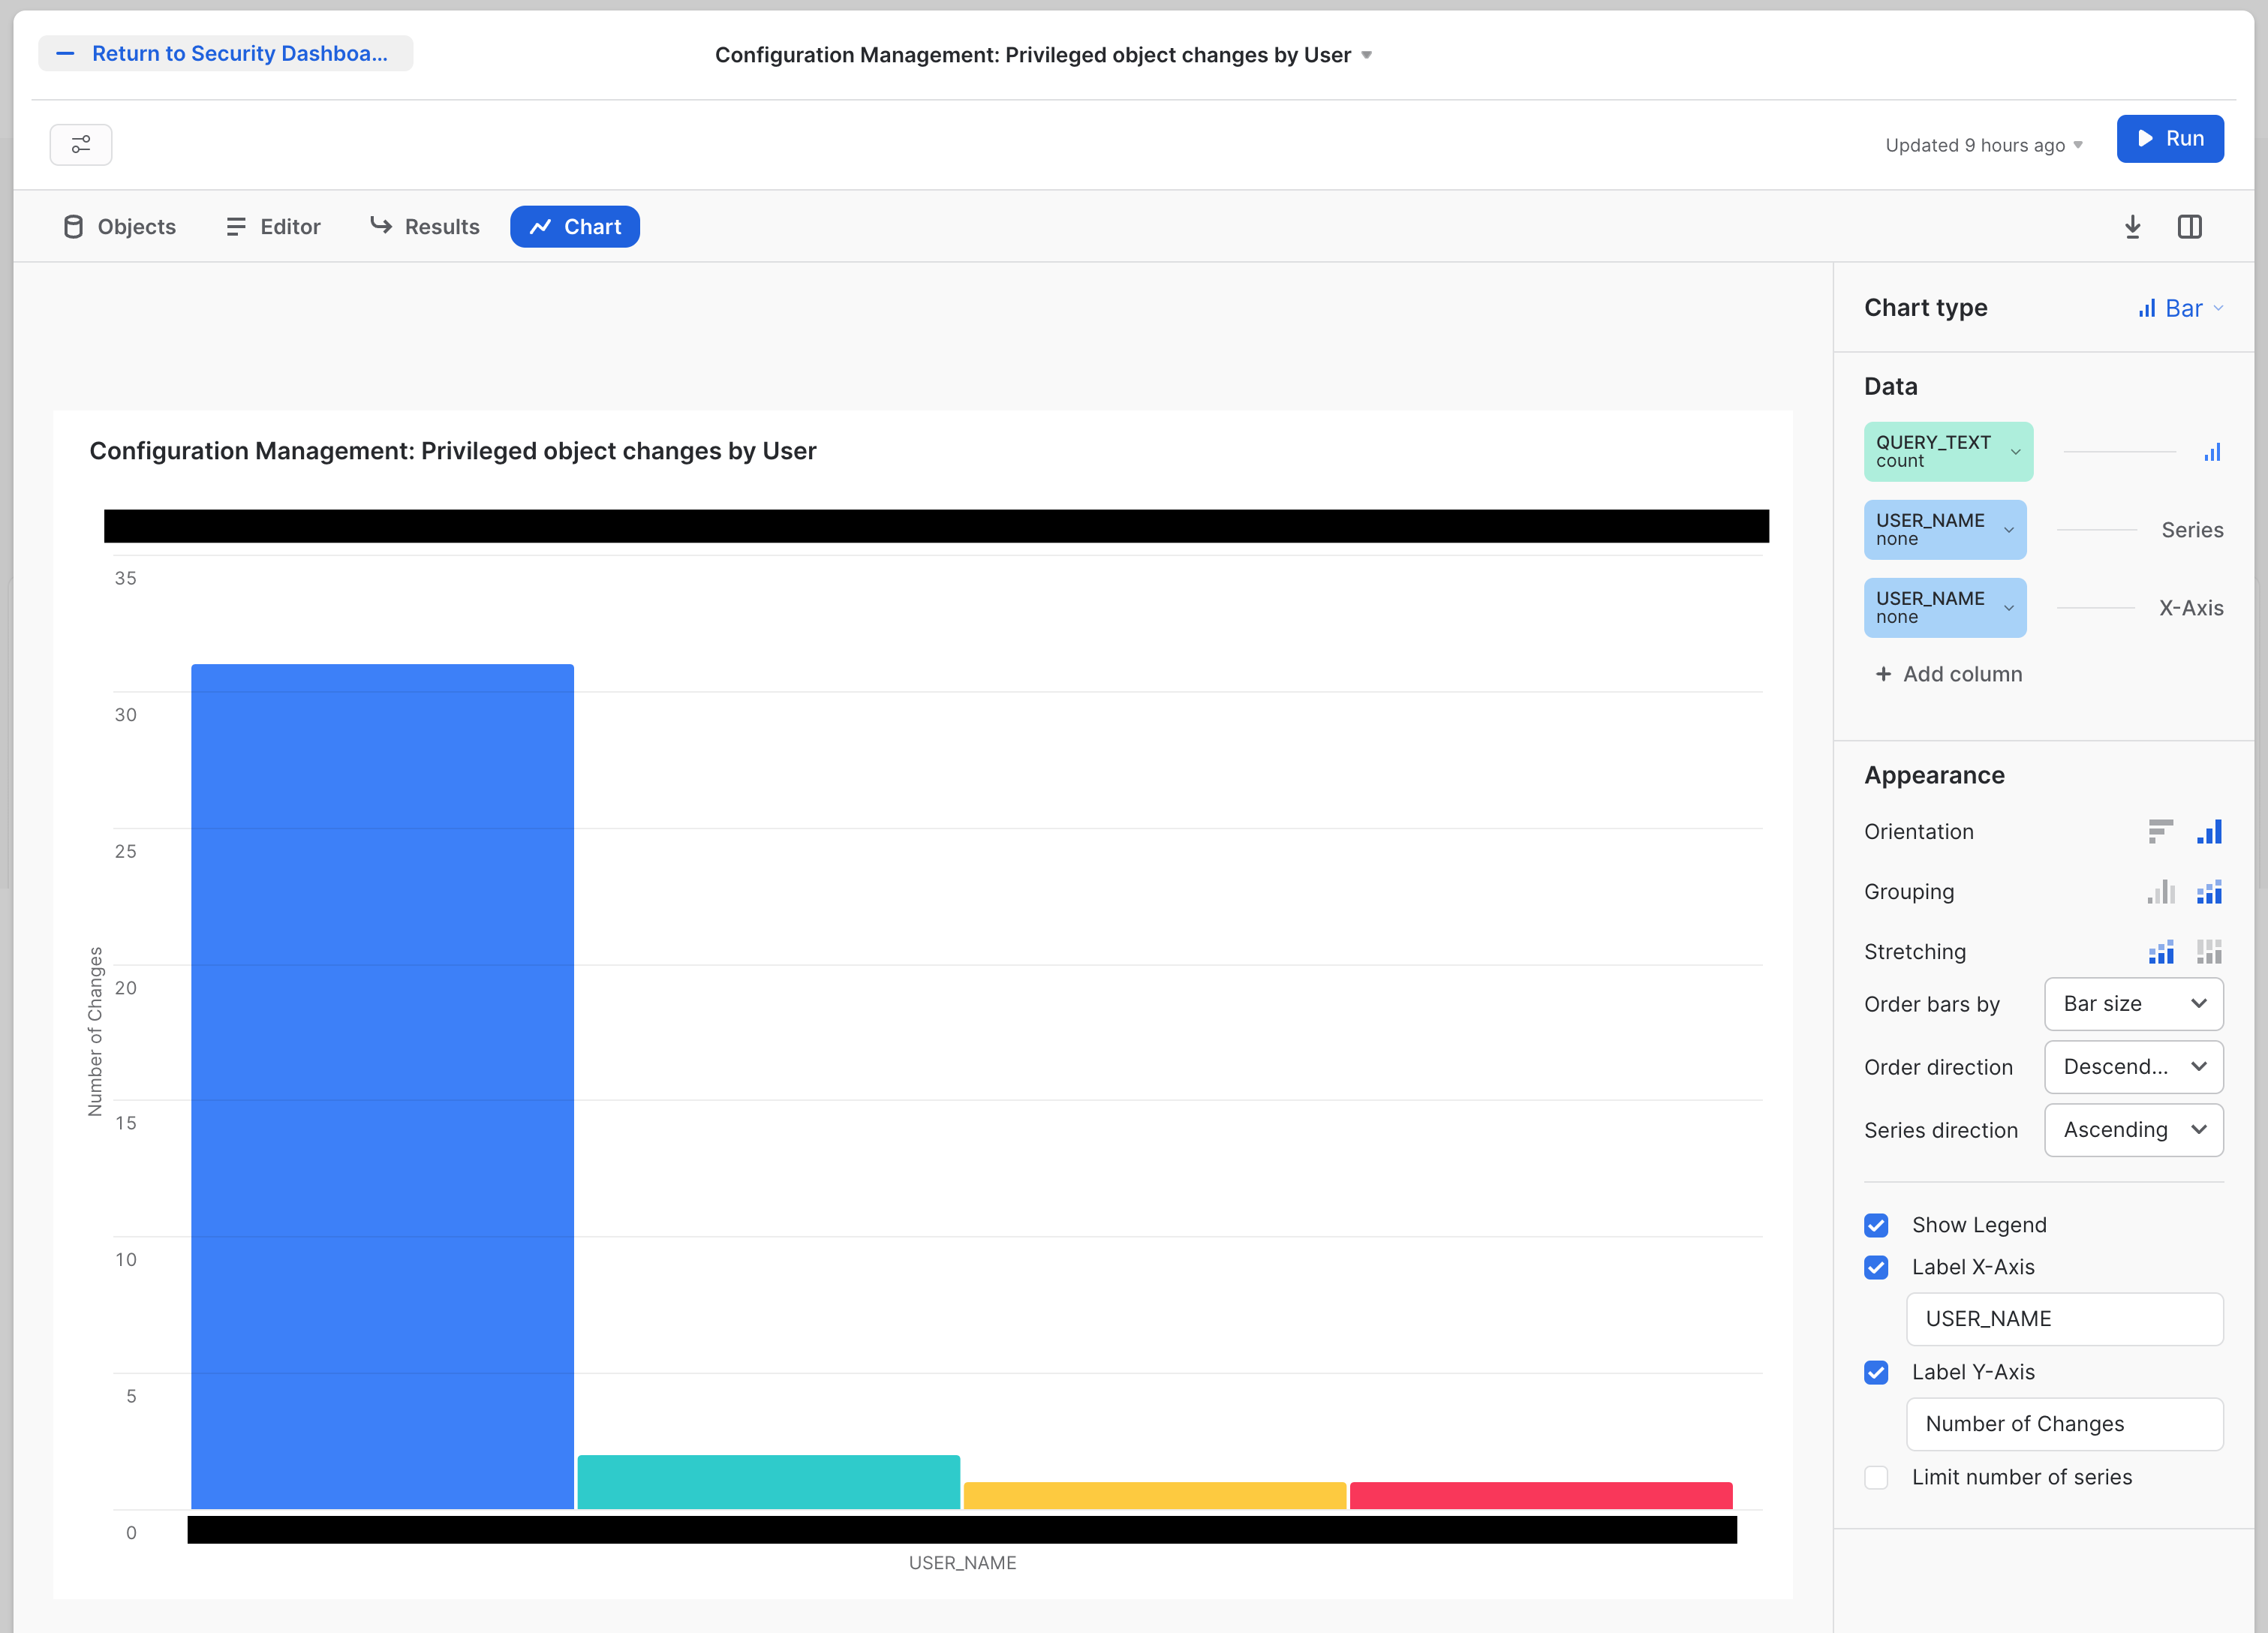 Return to Security Dashboa...
Configuration Management: Privileged object changes by User
Updated 9 hours ago
Run
Objects
Editor
Results
Chart
Configuration Management: Privileged object changes by User
35
30
25
20
15
10
5
0
Number of Changes
USER_NAME
Chart type
Bar
Data
QUERY_TEXT
count
USER_NAME
none
Series
USER_NAME
none
X-Axis
+ Add column
Appearance
Orientation
Grouping
Stretching
Order bars by
Bar size
Order direction
Descend...
Series direction
Ascending
Show Legend
Label X-Axis
USER_NAME
Label Y-Axis
Number of Changes
Limit number of series